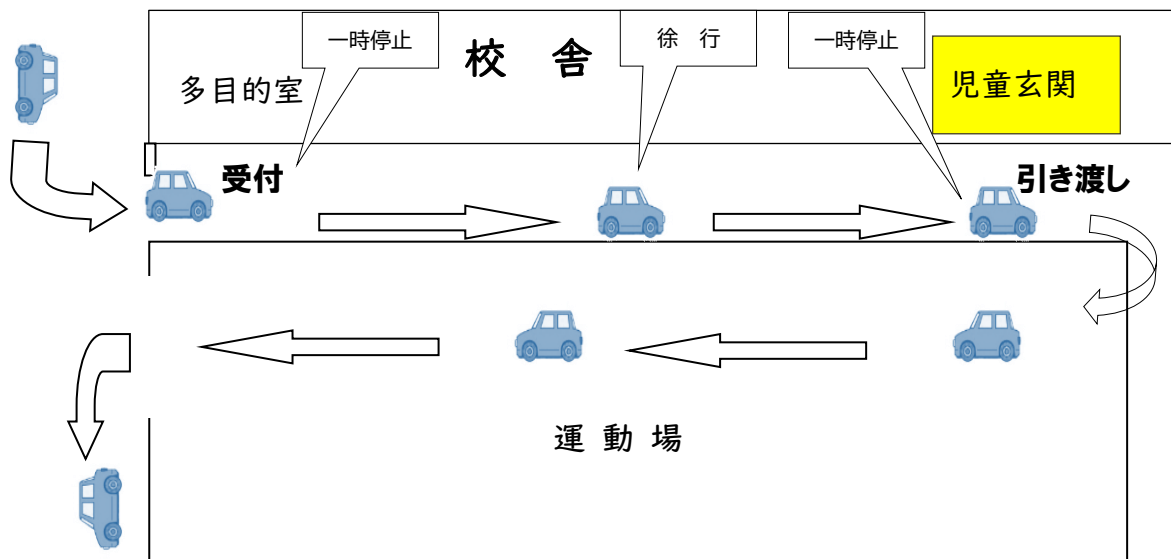 一時停止
徐 行
一時停止
校 舎
多目的室
児童玄関
受付
引き渡し
運 動 場